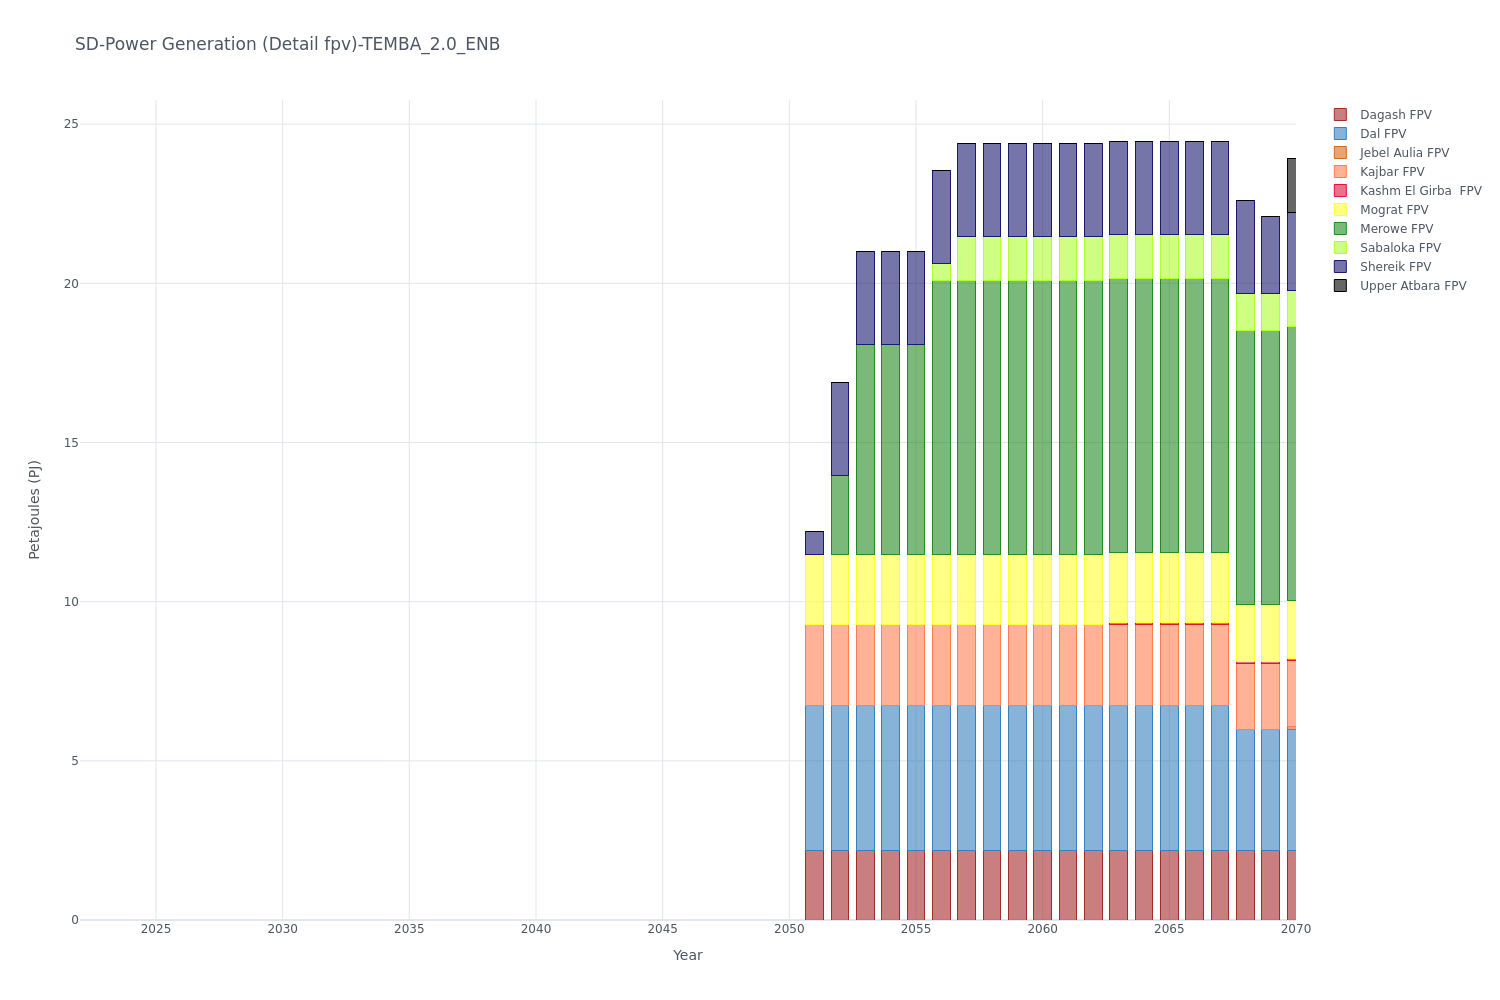 SD-Power Generation (Detail fpv)-TEMBA_2.0_ENB
25
20
15
10
5
0
Petajoules (PJ)
2025
2030
2035
2040
2045
2050
2055
2060
2065
2070
Year
Dagash FPV
Dal FPV
Jebel Aulia FPV
Kajbar FPV
Kashm El Girba  FPV
Mograt FPV
Merowe FPV
Sabaloka FPV
Shereik FPV
Upper Atbara FPV